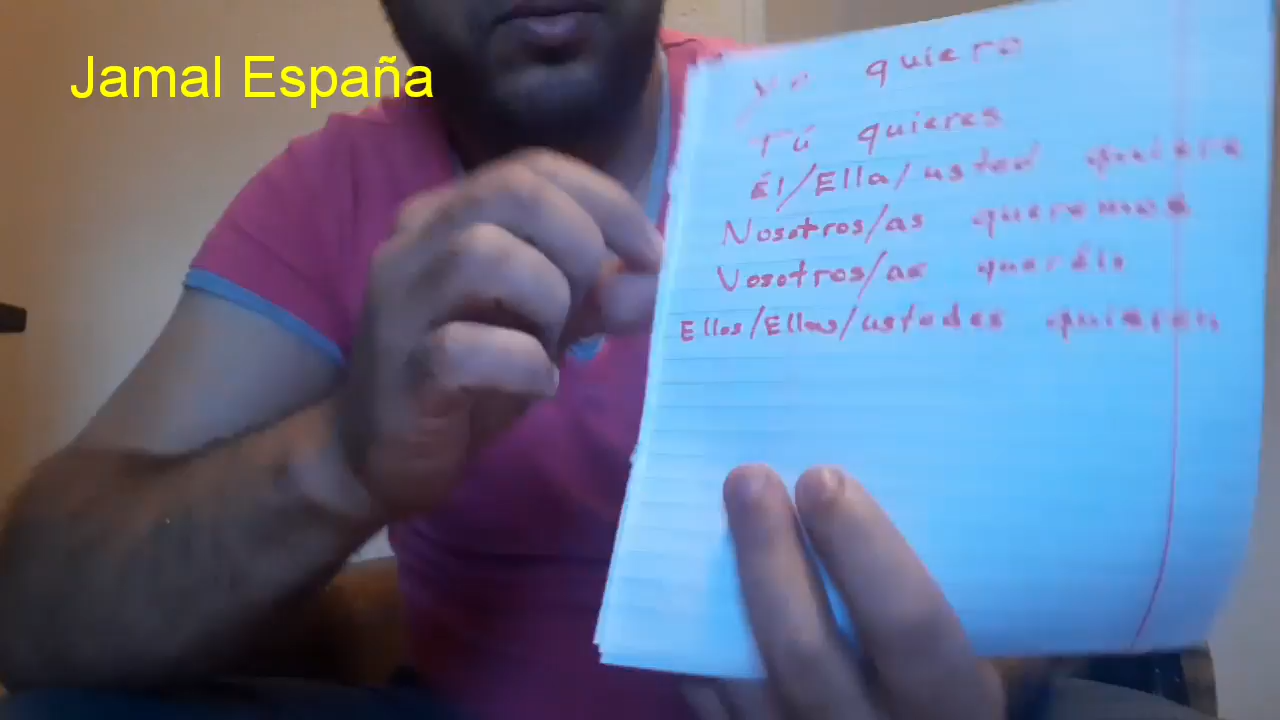 Jamal España
Yo quiero
Tú quieres
Él/Ella/usted quiere
Nosotros/as queremos
Vosotros/as queréis
Ellos/Ellas/ustedes quieren